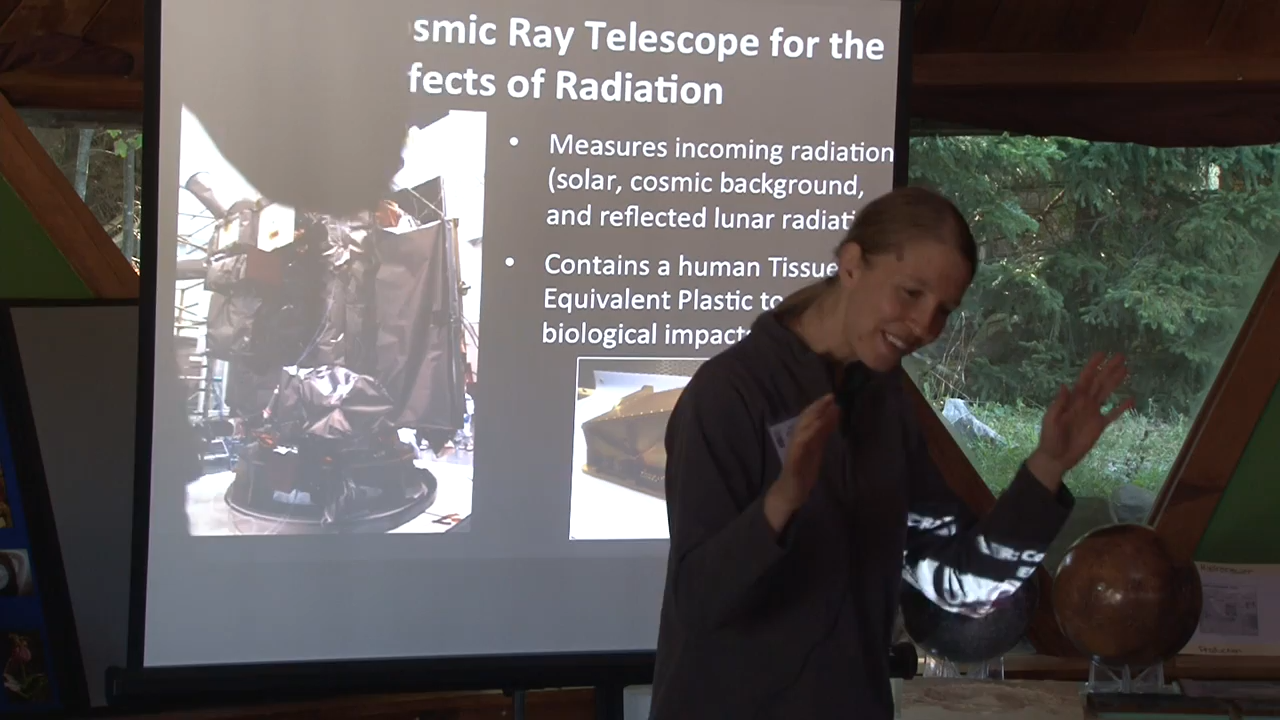 smic Ray Telescope for the
fects of Radiation
• Measures incoming radiation
(solar, cosmic background,
and reflected lunar radiati
• Contains a human Tissue
Equivalent Plastic to
biological impact